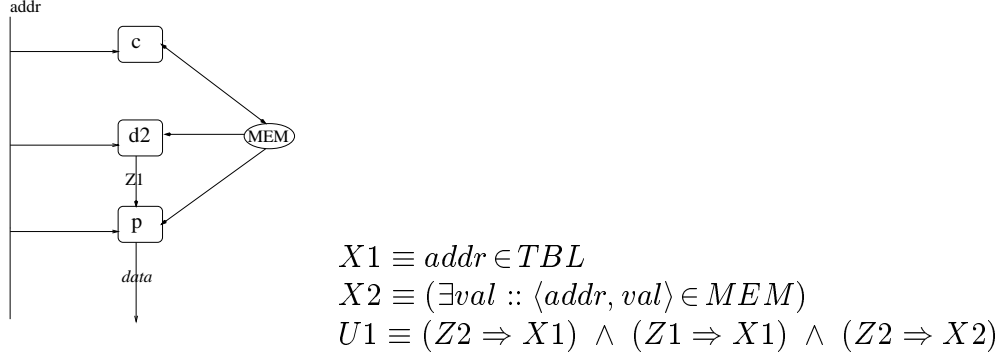 addr
c
d2
MEM
Z1
p
data
X1 ≡ addr ∈ TBL
X2 ≡ (∃val :: ⟨addr, val⟩ ∈ MEM)
U1 ≡ (Z2 ⇒ X1) ∧ (Z1 ⇒ X1) ∧ (Z2 ⇒ X2)